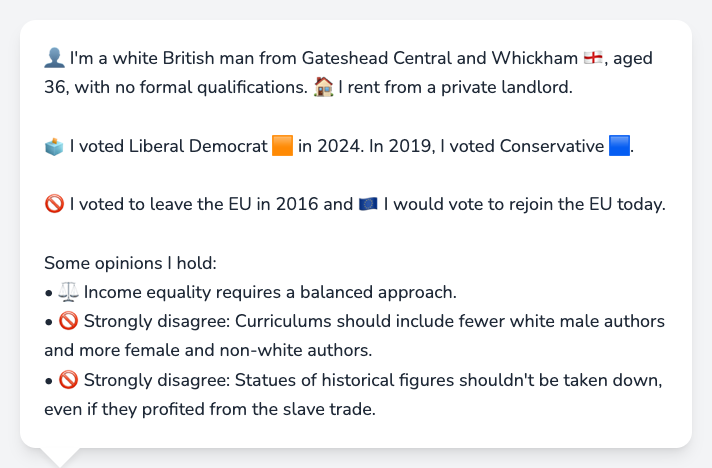 👤 I'm a white British man from Gateshead Central and Whickham 🏴󠁧󠁢󠁥󠁮󠁧󠁿, aged
36, with no formal qualifications. 🏠 I rent from a private landlord.
🗳️ I voted Liberal Democrat 🟧 in 2024. In 2019, I voted Conservative 🟦.
🚫 I voted to leave the EU in 2016 and 🇪🇺 I would vote to rejoin the EU today.
Some opinions I hold:
• ⚖️ Income equality requires a balanced approach.
• 🚫 Strongly disagree: Curriculums should include fewer white male authors
and more female and non-white authors.
• 🚫 Strongly disagree: Statues of historical figures shouldn't be taken down,
even if they profited from the slave trade.